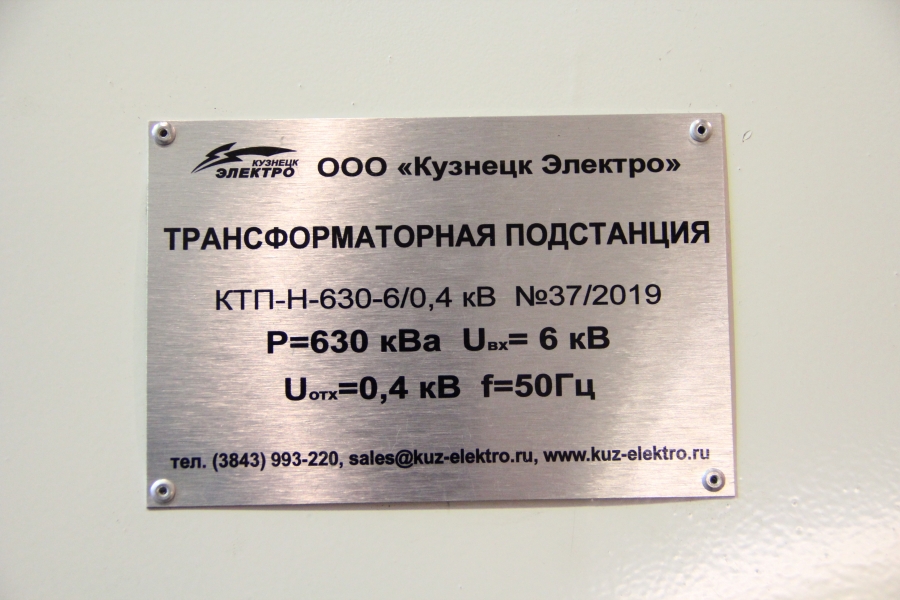 КУЗНЕЦК
ЭЛЕКТРО
ООО «Кузнецк Электро»
ТРАНСФОРМАТОРНАЯ ПОДСТАНЦИЯ
КТП-Н-630-6/0,4 кВ №37/2019
Р=630 кВа Uвх= 6 кВ
Uотх=0,4 кВ f=50Гц
тел. (3843) 993-220, sales@kuz-elektro.ru, www.kuz-elektro.ru